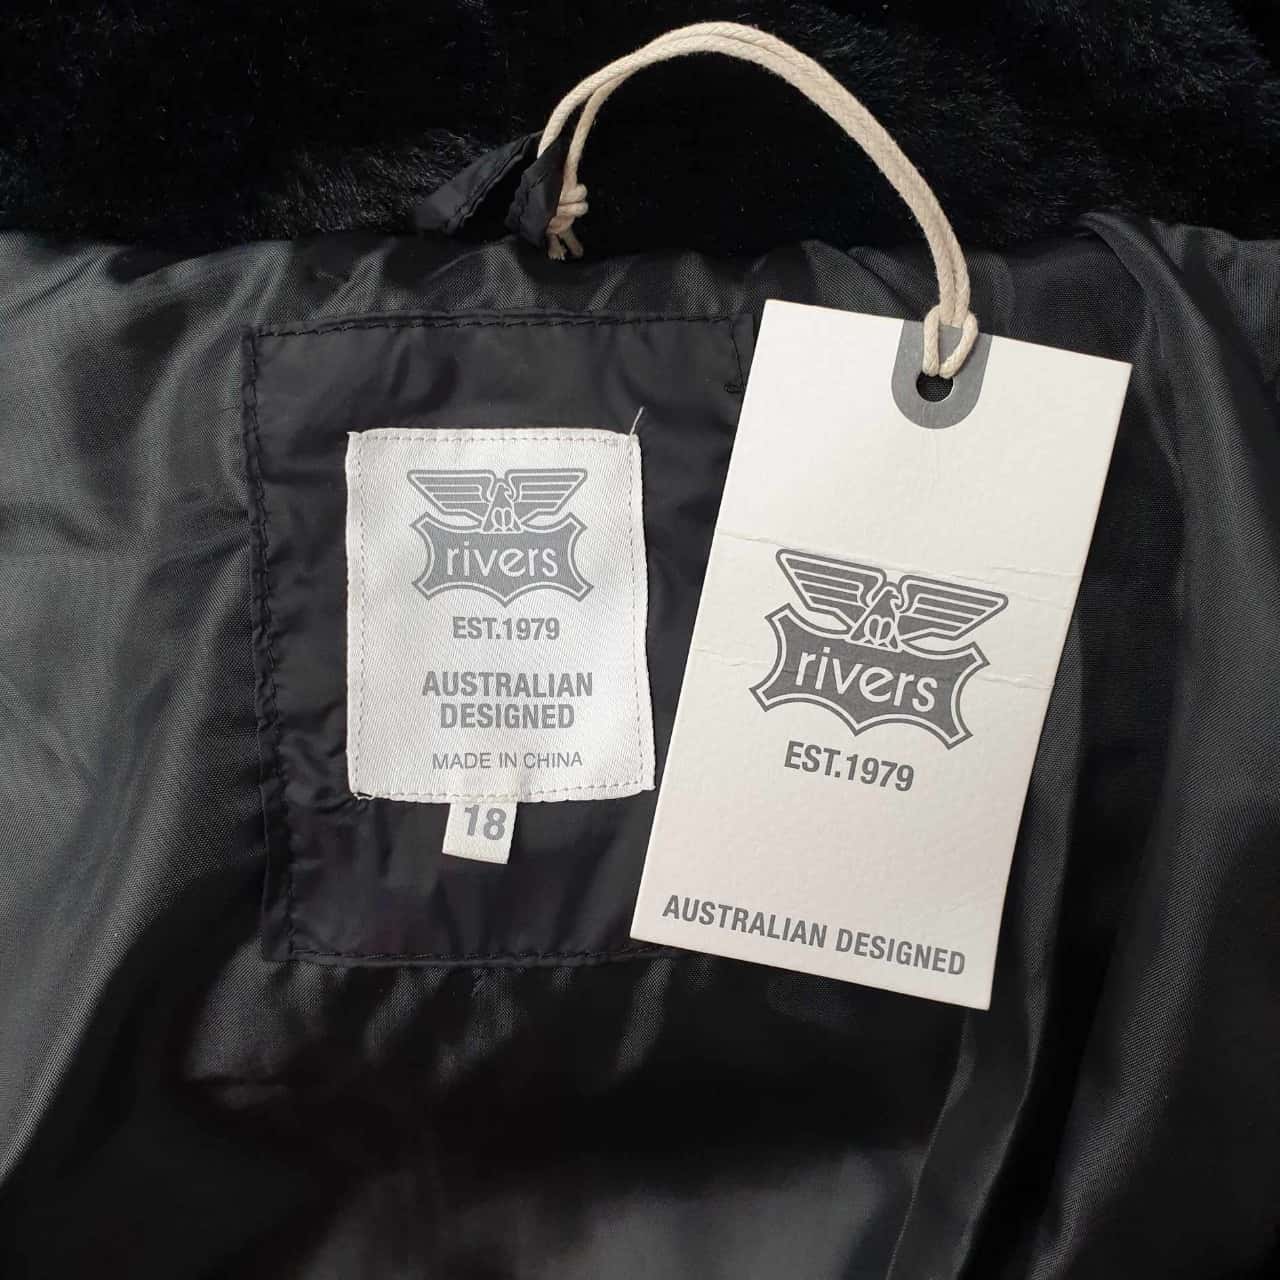 rivers
EST.1979
AUSTRALIAN
DESIGNED
MADE IN CHINA
18
rivers
EST.1979
AUSTRALIAN DESIGNED